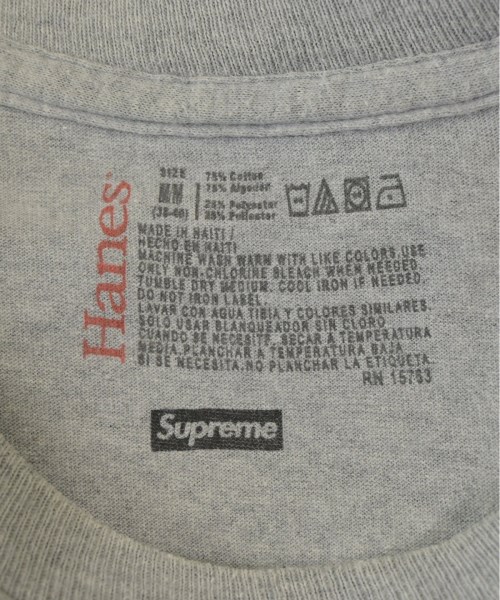 Hanes
SIZE
M/M
(38-40)
75% Cotton
75% Algodón
25% Polyester
25% Poliester
MADE IN HAITI /
HECHO EN HAITI
MACHINE WASH WARM WITH LIKE COLORS, USE
ONLY NON-CHLORINE BLEACH WHEN NEEDED.
TUMBLE DRY MEDIUM. COOL IRON IF NEEDED.
DO NOT IRON LABEL.
LAVAR CON AGUA TIBIA Y COLORES SIMILARES.
SOLO USAR BLANQUEADOR SIN CLORO
CUANDO SE NECESITE. SECAR A TEMPERATURA
MEDIA. PLANCHAR A TEMPERATURA BAJA
SI SE NECESITA. NO PLANCHAR LA ETIQUETA.
RN 15763
Supreme